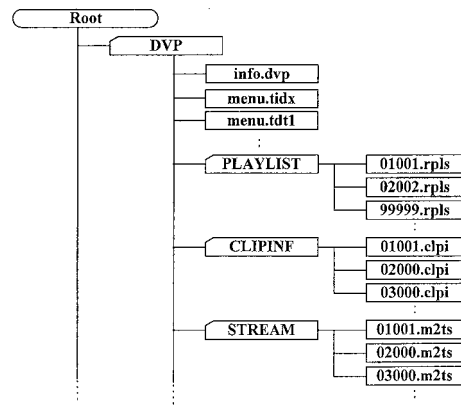 Root
DVP
info.dvp
menu.tidx
menu.tdt1
PLAYLIST
01001.rpls
02002.rpls
99999.rpls
CLIPINF
01001.clpi
02000.clpi
03000.clpi
STREAM
01001.m2ts
02000.m2ts
03000.m2ts